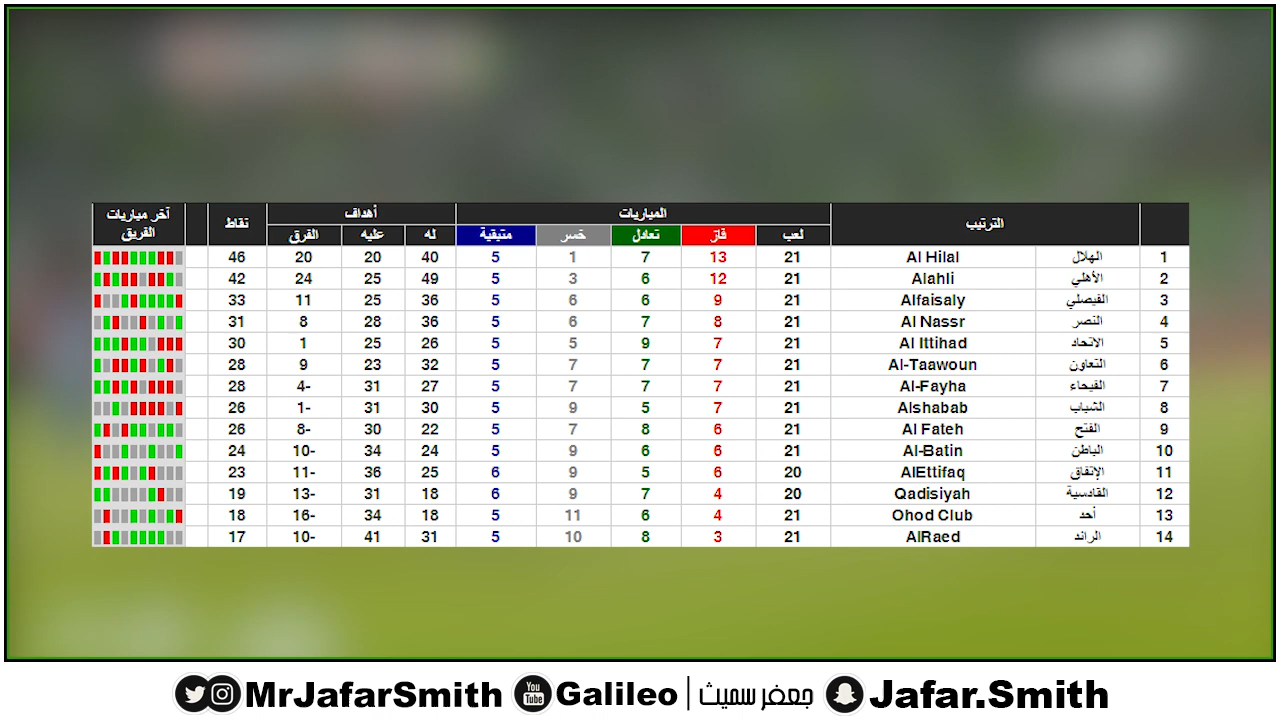 الترتيب المباريات أهداف نقاط آخر مباريات الفريق
لعب فاز تعادل خسر متبقية له عليه الفرق
1 الهلال Al Hilal 21 13 7 1 5 40 20 20 46
2 الأهلي Alahli 21 12 6 3 5 49 25 24 42
3 الفيصلي Alfaisaly 21 9 6 6 5 36 25 11 33
4 النصر Al Nassr 21 8 7 6 5 36 28 8 31
5 الاتحاد Al Ittihad 21 7 9 5 5 26 25 1 30
6 التعاون Al-Taawoun 21 7 7 7 5 32 23 9 28
7 الفيحاء Al-Fayha 21 7 7 7 5 27 31 4- 28
8 الشباب Alshabab 21 7 5 9 5 30 31 1- 26
9 الفتح Al Fateh 21 6 8 7 5 22 30 8- 26
10 الباطن Al-Batin 21 6 6 9 5 24 34 10- 24
11 الإتفاق AlEttifaq 20 6 5 9 6 25 36 11- 23
12 القادسية Qadisiyah 20 4 7 9 6 18 31 13- 19
13 أحد Ohod Club 21 4 6 11 5 18 34 16- 18
14 الرائد AlRaed 21 3 8 10 5 31 41 10- 17
MrJafarSmith You Tube Galileo | جعفر سميث Jafar.Smith